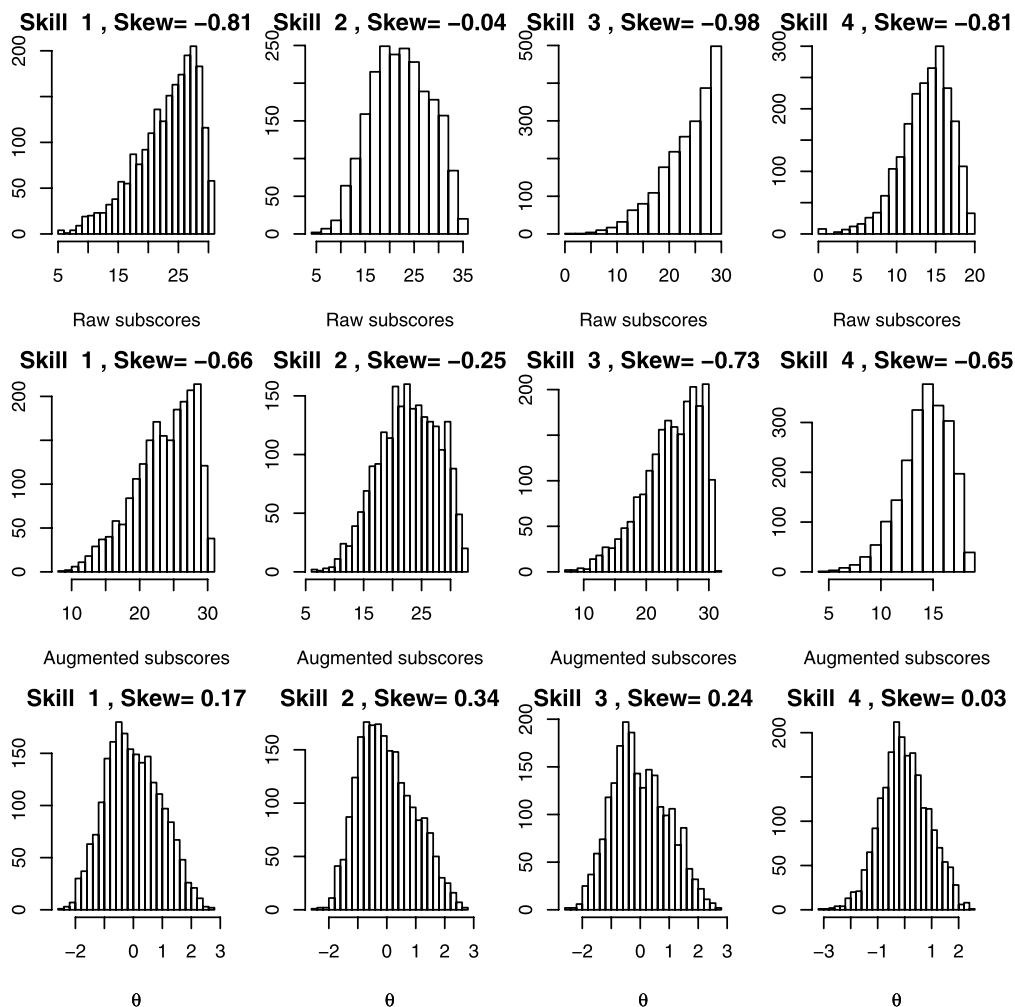 Skill 1 , Skew= −0.81
0 50 100 200
5 15 25
Raw subscores
Skill 2 , Skew= −0.04
0 50 150 250
5 15 25 35
Raw subscores
Skill 3 , Skew= −0.98
0 100 300 500
0 10 20 30
Raw subscores
Skill 4 , Skew= −0.81
0 100 200 300
0 5 10 15 20
Raw subscores
Skill 1 , Skew= −0.66
0 50 100 200
10 20 30
Augmented subscores
Skill 2 , Skew= −0.25
0 50 100 150
5 15 25
Augmented subscores
Skill 3 , Skew= −0.73
0 50 100 200
10 20 30
Augmented subscores
Skill 4 , Skew= −0.65
0 100 200 300
5 10 15
Augmented subscores
Skill 1 , Skew= 0.17
0 50 100 150
−2 0 1 2 3
θ
Skill 2 , Skew= 0.34
0 50 100 150
−2 0 1 2 3
θ
Skill 3 , Skew= 0.24
0 50 100 150 200
−2 0 1 2 3
θ
Skill 4 , Skew= 0.03
0 50 100 200
−3 −1 1 2
θ